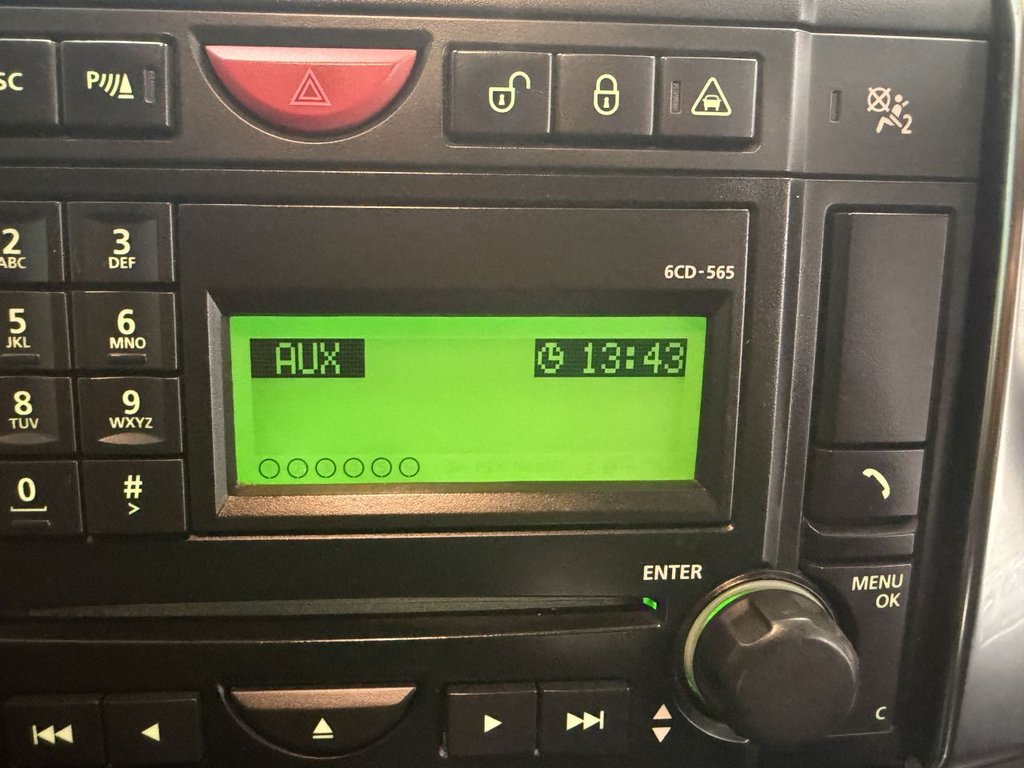 SC
P
2
2
ABC
3
DEF
6CD-565
5
JKL
6
MNO
AUX 13:43
8
TUV
9
WXYZ
0
#
>
ENTER
MENU
OK
C